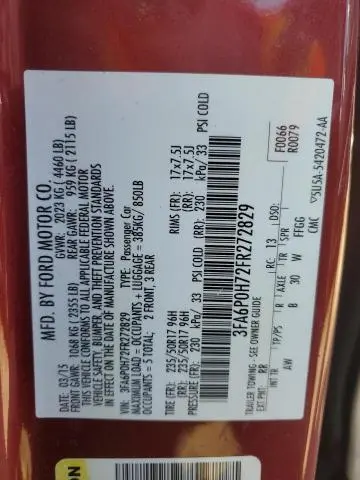 MFD. BY FORD MOTOR CO.
DATE: 03/15 GVWR: 2023 KG ( 4460 LB)
FRONT GAWR: 1068 KG (2355LB) REAR GAWR: 959 KG ( 2115 LB)
THIS VEHICLE CONFORMS TO ALL APPLICABLE FEDERAL MOTOR
VEHICLE SAFETY, BUMPER, AND THEFT PREVENTION STANDARDS
IN EFFECT ON THE DATE OF MANUFACTURE SHOWN ABOVE.
VIN: 3FA6P0H72FR272829 TYPE: Passenger Car
MAXIMUM LOAD = OCCUPANTS + LUGGAGE = 385KG/ 850LB
OCCUPANTS = 5 TOTAL; 2 FRONT, 3 REAR
TIRE (FR): 235/50R17 96H RIMS (FR): 17x7.5J
(RR): 235/50R17 96H (RR): 17x7.5J
PRESSURE (FR): 230 kPa/ 33 PSI COLD (RR): 230 kPa/ 33 PSI COLD
3FA6P0H72FR272829
F0066
R0079
TRAILER TOWING - SEE OWNER GUIDE
EXT PNT: RR RC: 13 DSO:
INT TR TP/PS R AXLE TR SPR
AW B 30 W FFGG
CMC
5U5A-5420472-AA
ON